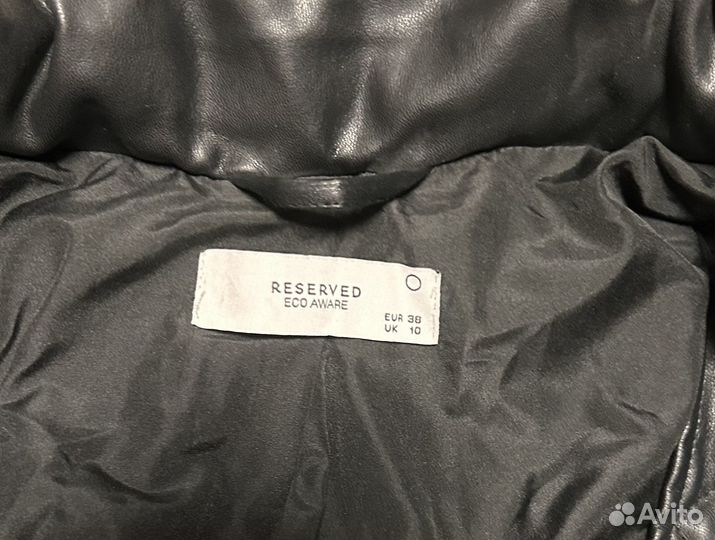 RESERVED
ECO AWARE
EUR 38
UK 10
Avito